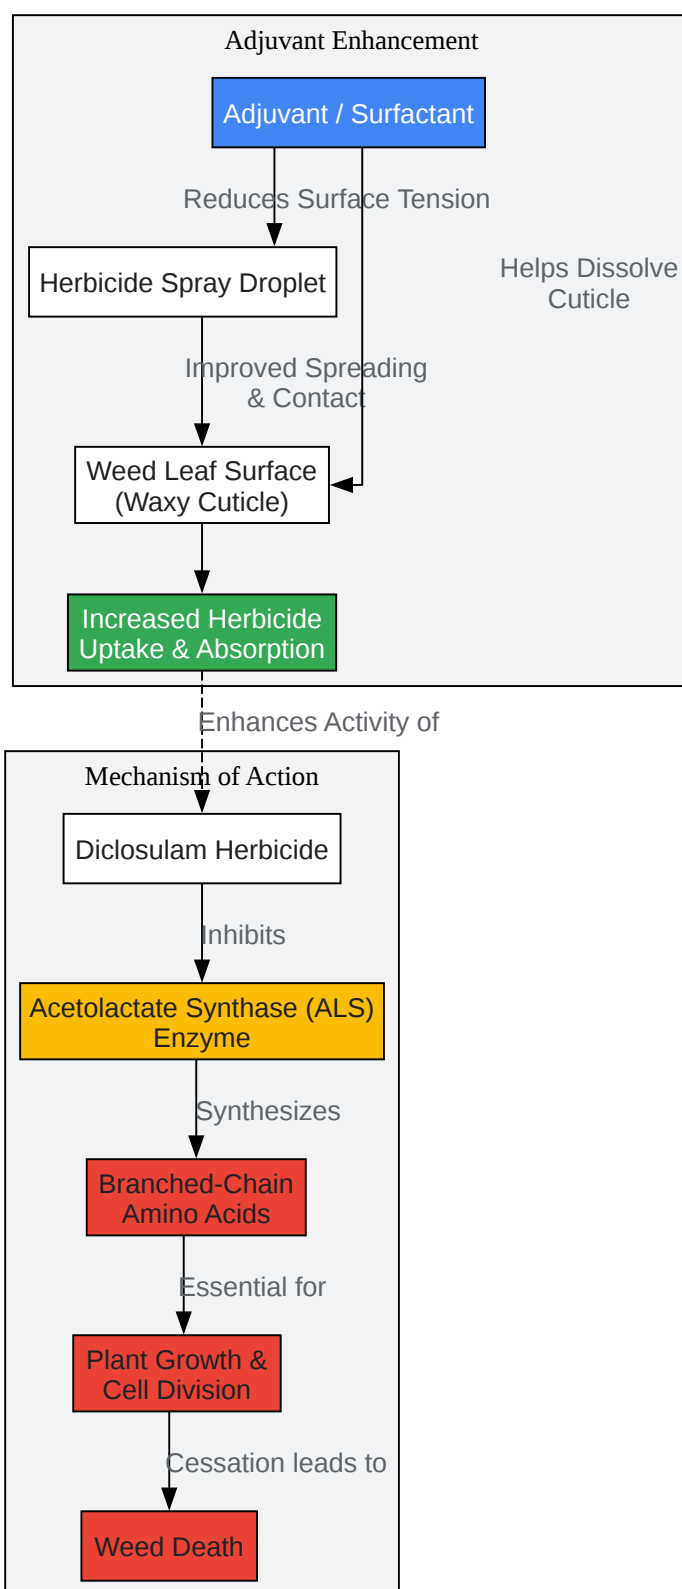 Adjuvant Enhancement
Adjuvant / Surfactant
Reduces Surface Tension
Helps Dissolve
Cuticle
Herbicide Spray Droplet
Improved Spreading
& Contact
Weed Leaf Surface
(Waxy Cuticle)
Increased Herbicide
Uptake & Absorption
Enhances Activity of
Mechanism of Action
Diclosulam Herbicide
Inhibits
Acetolactate Synthase (ALS)
Enzyme
Synthesizes
Branched-Chain
Amino Acids
Essential for
Plant Growth &
Cell Division
Cessation leads to
Weed Death